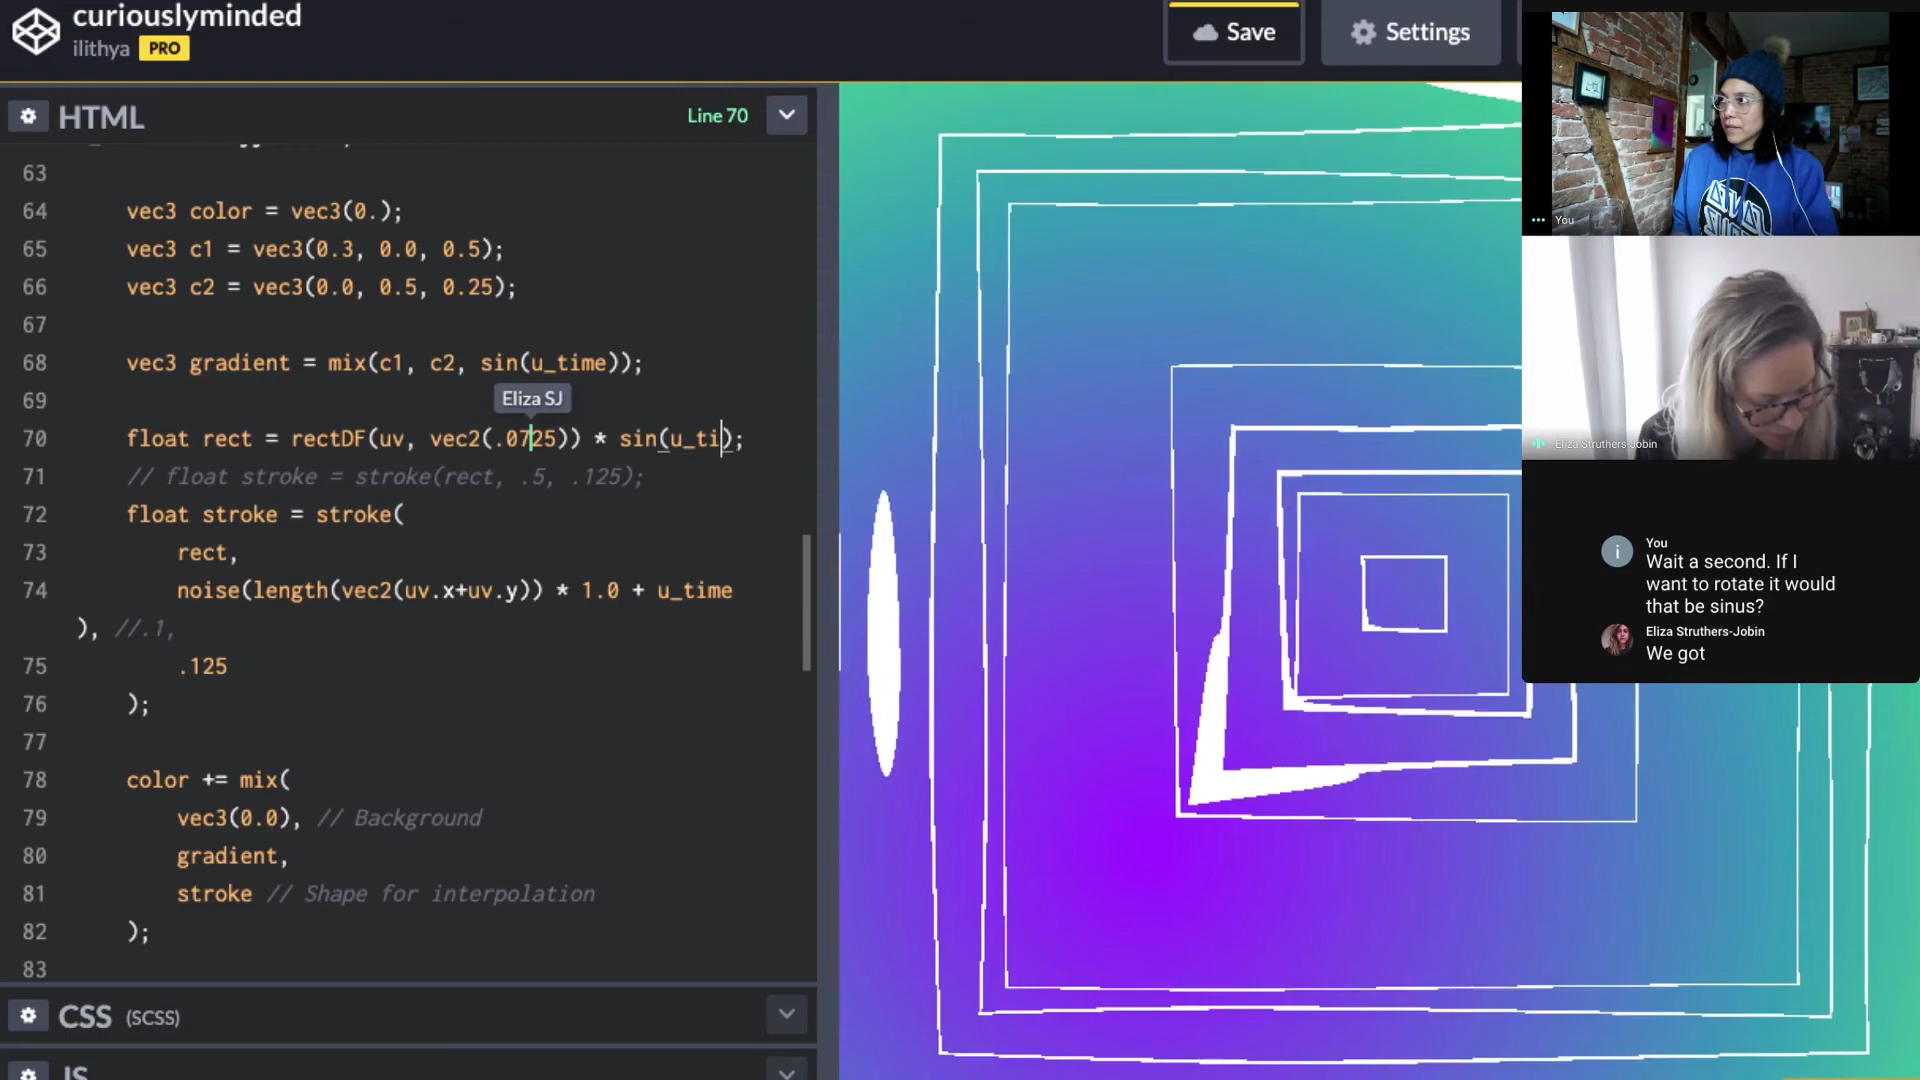 curiouslyminded
ilithya PRO
Save
Settings
HTML
Line 70
63
64 vec3 color = vec3(0.);
65 vec3 c1 = vec3(0.3, 0.0, 0.5);
66 vec3 c2 = vec3(0.0, 0.5, 0.25);
67
68 vec3 gradient = mix(c1, c2, sin(u_time));
69
Eliza SJ
70 float rect = rectDF(uv, vec2(.0725)) * sin(u_ti);
71 // float stroke = stroke(rect, .5, .125);
72 float stroke = stroke(
73 rect,
74 noise(length(vec2(uv.x+uv.y)) * 1.0 + u_time
), //.1,
75 .125
76 );
77
78 color += mix(
79 vec3(0.0), // Background
80 gradient,
81 stroke // Shape for interpolation
82 );
83
CSS (SCSS)
JS
You
Eliza Struthers-Jobin
i
You
Wait a second. If I
want to rotate it would
that be sinus?
Eliza Struthers-Jobin
We got